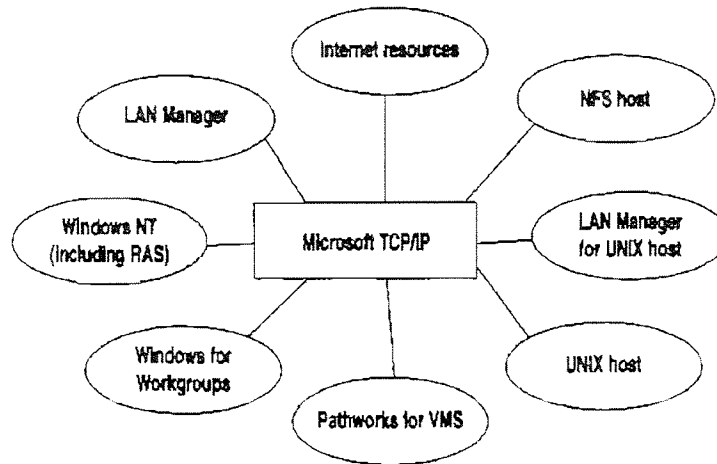 Internet resources
LAN Manager
NFS host
Windows NT
(including RAS)
Microsoft TCP/IP
LAN Manager
for UNIX host
Windows for
Workgroups
UNIX host
Pathworks for VMS